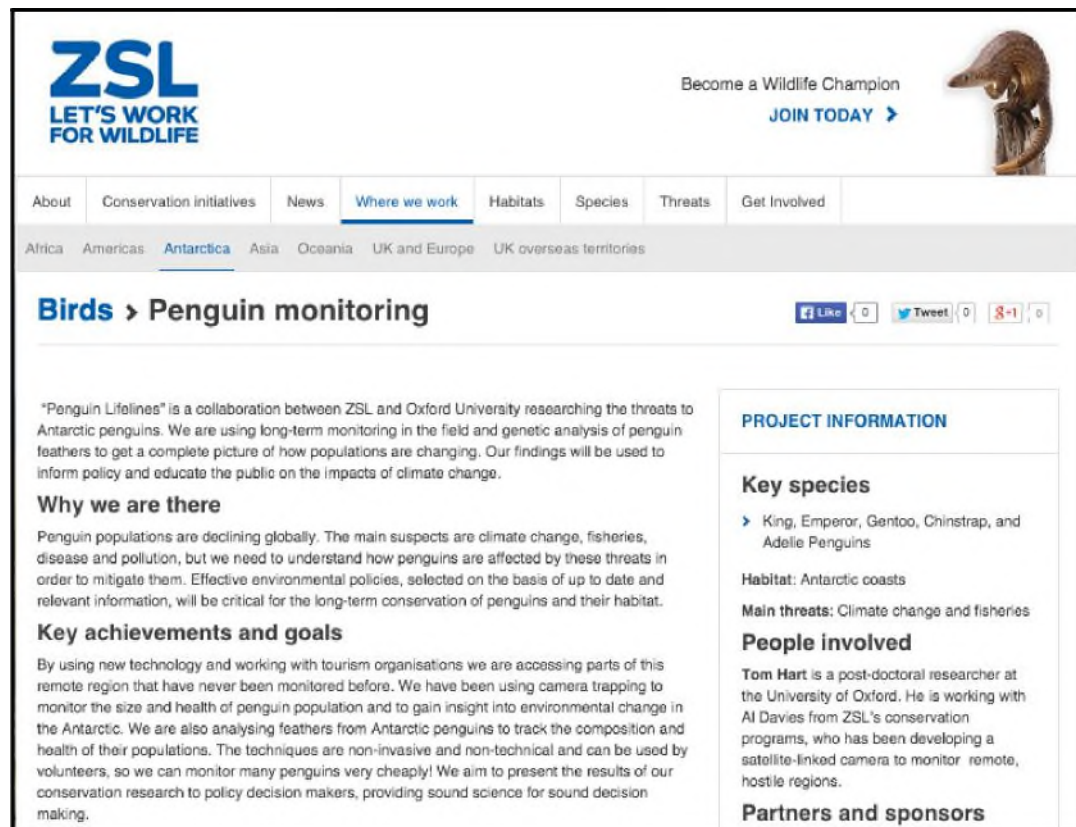 ZSL
LET'S WORK
FOR WILDLIFE
Become a Wildlife Champion
JOIN TODAY >
About Conservation initiatives News Where we work Habitats Species Threats Get Involved
Africa Americas Antarctica Asia Oceania UK and Europe UK overseas territories
Birds > Penguin monitoring
Like 0 Tweet 0 g+1 0
"Penguin Lifelines" is a collaboration between ZSL and Oxford University researching the threats to
Antarctic penguins. We are using long-term monitoring in the field and genetic analysis of penguin
feathers to get a complete picture of how populations are changing. Our findings will be used to
inform policy and educate the public on the impacts of climate change.
Why we are there
Penguin populations are declining globally. The main suspects are climate change, fisheries,
disease and pollution, but we need to understand how penguins are affected by these threats in
order to mitigate them. Effective environmental policies, selected on the basis of up to date and
relevant information, will be critical for the long-term conservation of penguins and their habitat.
Key achievements and goals
By using new technology and working with tourism organisations we are accessing parts of this
remote region that have never been monitored before. We have been using camera trapping to
monitor the size and health of penguin population and to gain insight into environmental change in
the Antarctic. We are also analysing feathers from Antarctic penguins to track the composition and
health of their populations. The techniques are non-invasive and non-technical and can be used by
volunteers, so we can monitor many penguins very cheaply! We aim to present the results of our
conservation research to policy decision makers, providing sound science for sound decision
making.
PROJECT INFORMATION
Key species
> King, Emperor, Gentoo, Chinstrap, and
Adelie Penguins
Habitat: Antarctic coasts
Main threats: Climate change and fisheries
People involved
Tom Hart is a post-doctoral researcher at
the University of Oxford. He is working with
Al Davies from ZSL's conservation
programs, who has been developing a
satellite-linked camera to monitor remote,
hostile regions.
Partners and sponsors